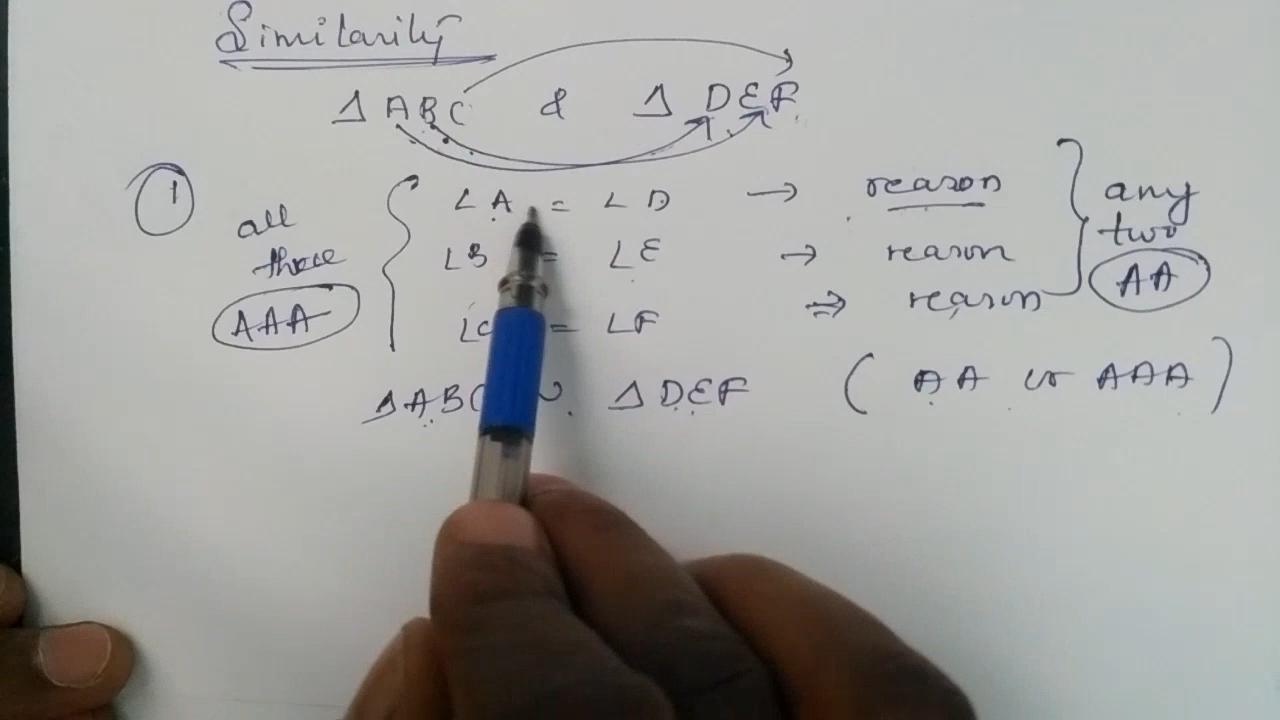 Similarity
Δ ABC & Δ DEF
1
all three AAA
∠A = ∠D → reason
∠B = ∠E → reason
∠C = ∠F ⇒ reason
any two AA
ΔABC ~ ΔDEF (AA or AAA)